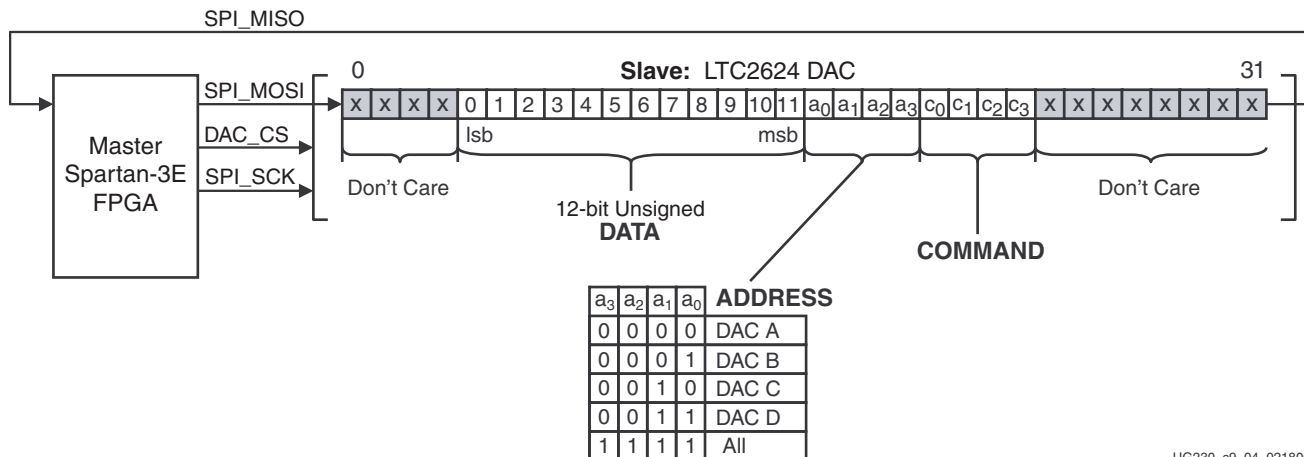 SPI_MISO
0 Slave: LTC2624 DAC 31
SPI_MOSI
X X X X 0 1 2 3 4 5 6 7 8 9 10 11 a0 a1 a2 a3 c0 c1 c2 c3 X X X X X X X X
lsb msb
DAC_CS
SPI_SCK
Master
Spartan-3E
FPGA
Don't Care
12-bit Unsigned
DATA
COMMAND
Don't Care
a3 a2 a1 a0 ADDRESS
0 0 0 0 DAC A
0 0 0 1 DAC B
0 0 1 0 DAC C
0 0 1 1 DAC D
1 1 1 1 All